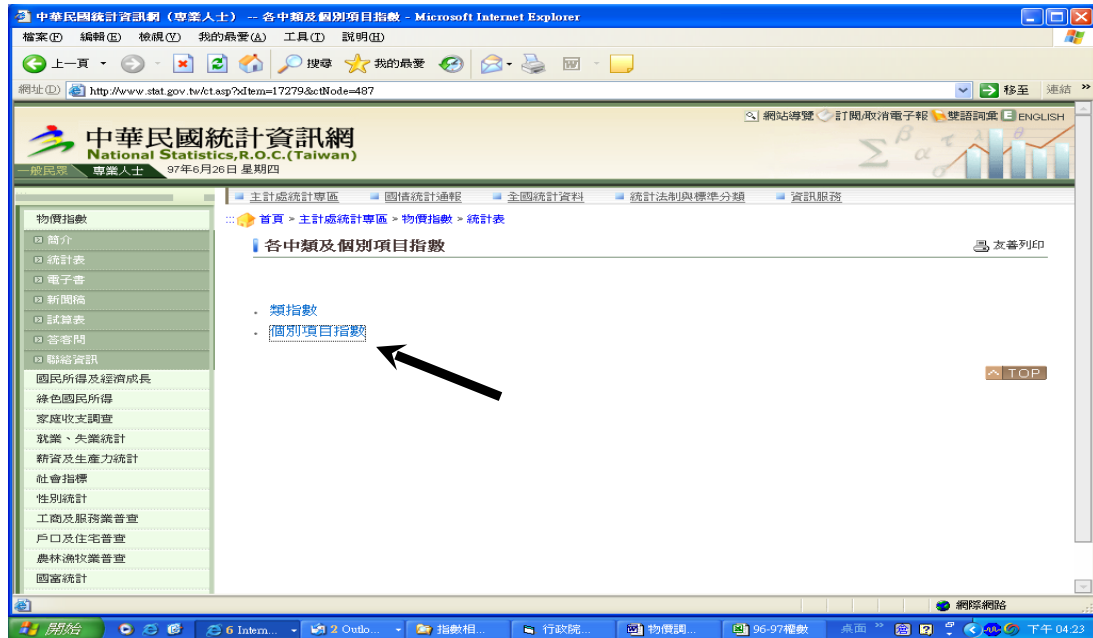 中華民國統計資訊網（專業人士） -- 各中類及個別項目指數 - Microsoft Internet Explorer
檔案(F) 編輯(E) 檢視(V) 我的最愛(A) 工具(T) 說明(H)
上一頁 搜尋 我的最愛
網址(D) http://www.stat.gov.tw/ct.asp?xItem=17279&ctNode=487 移至 連結 »
網站導覽 訂閱/取消電子報 雙語詞彙 ENGLISH
中華民國統計資訊網
National Statistics,R.O.C.(Taiwan)
一般民眾 專業人士 97年6月26日 星期四
主計處統計專區 國情統計通報 全國統計資料 統計法制與標準分類 資訊服務
::: 首頁 > 主計處統計專區 > 物價指數 > 統計表
各中類及個別項目指數 友善列印
類指數
個別項目指數
TOP
物價指數
簡介
統計表
電子書
新聞稿
試算表
答客問
聯絡資訊
國民所得及經濟成長
綠色國民所得
家庭收支調查
就業、失業統計
薪資及生產力統計
社會指標
性別統計
工商及服務業普查
戶口及住宅普查
農林漁牧業普查
國富統計
網際網路
開始 6 Intern... 2 Outlo... 指數相... 行政院... 物價調... 96-97權數 桌面 » 下午 04:23